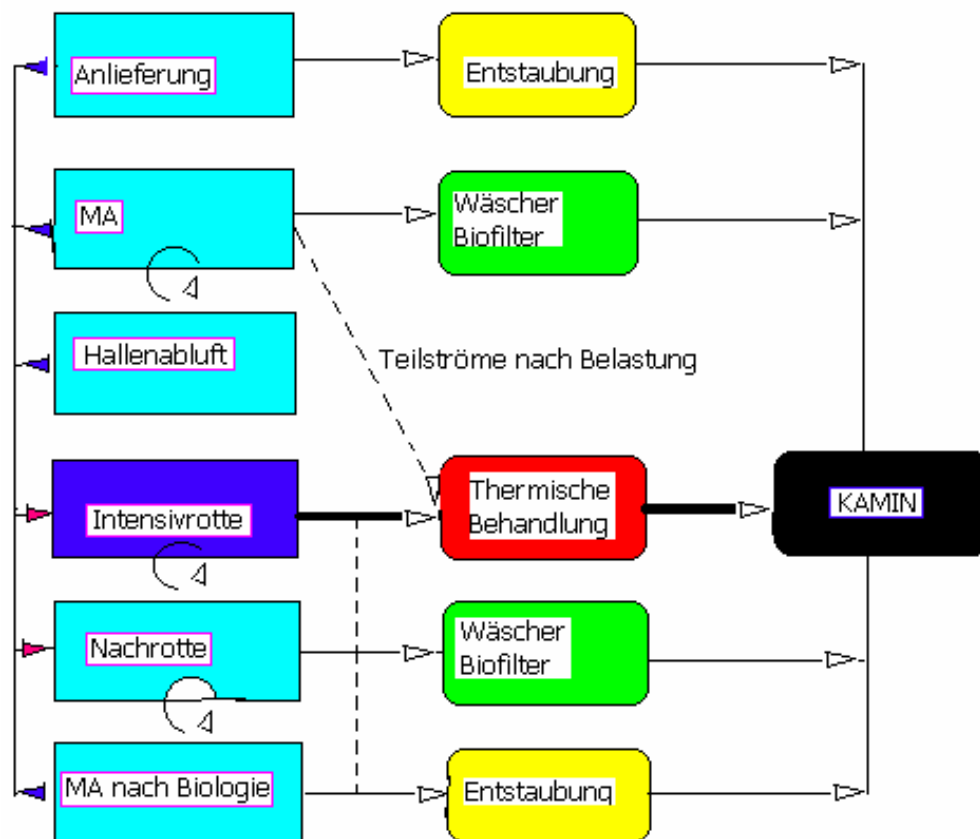 Anlieferung
Entstaubung
MA
Wäscher
Biofilter
Hallenabluft
Teilströme nach Belastung
Intensivrotte
Thermische
Behandlung
KAMIN
Nachrotte
Wäscher
Biofilter
MA nach Biologie
Entstaubung